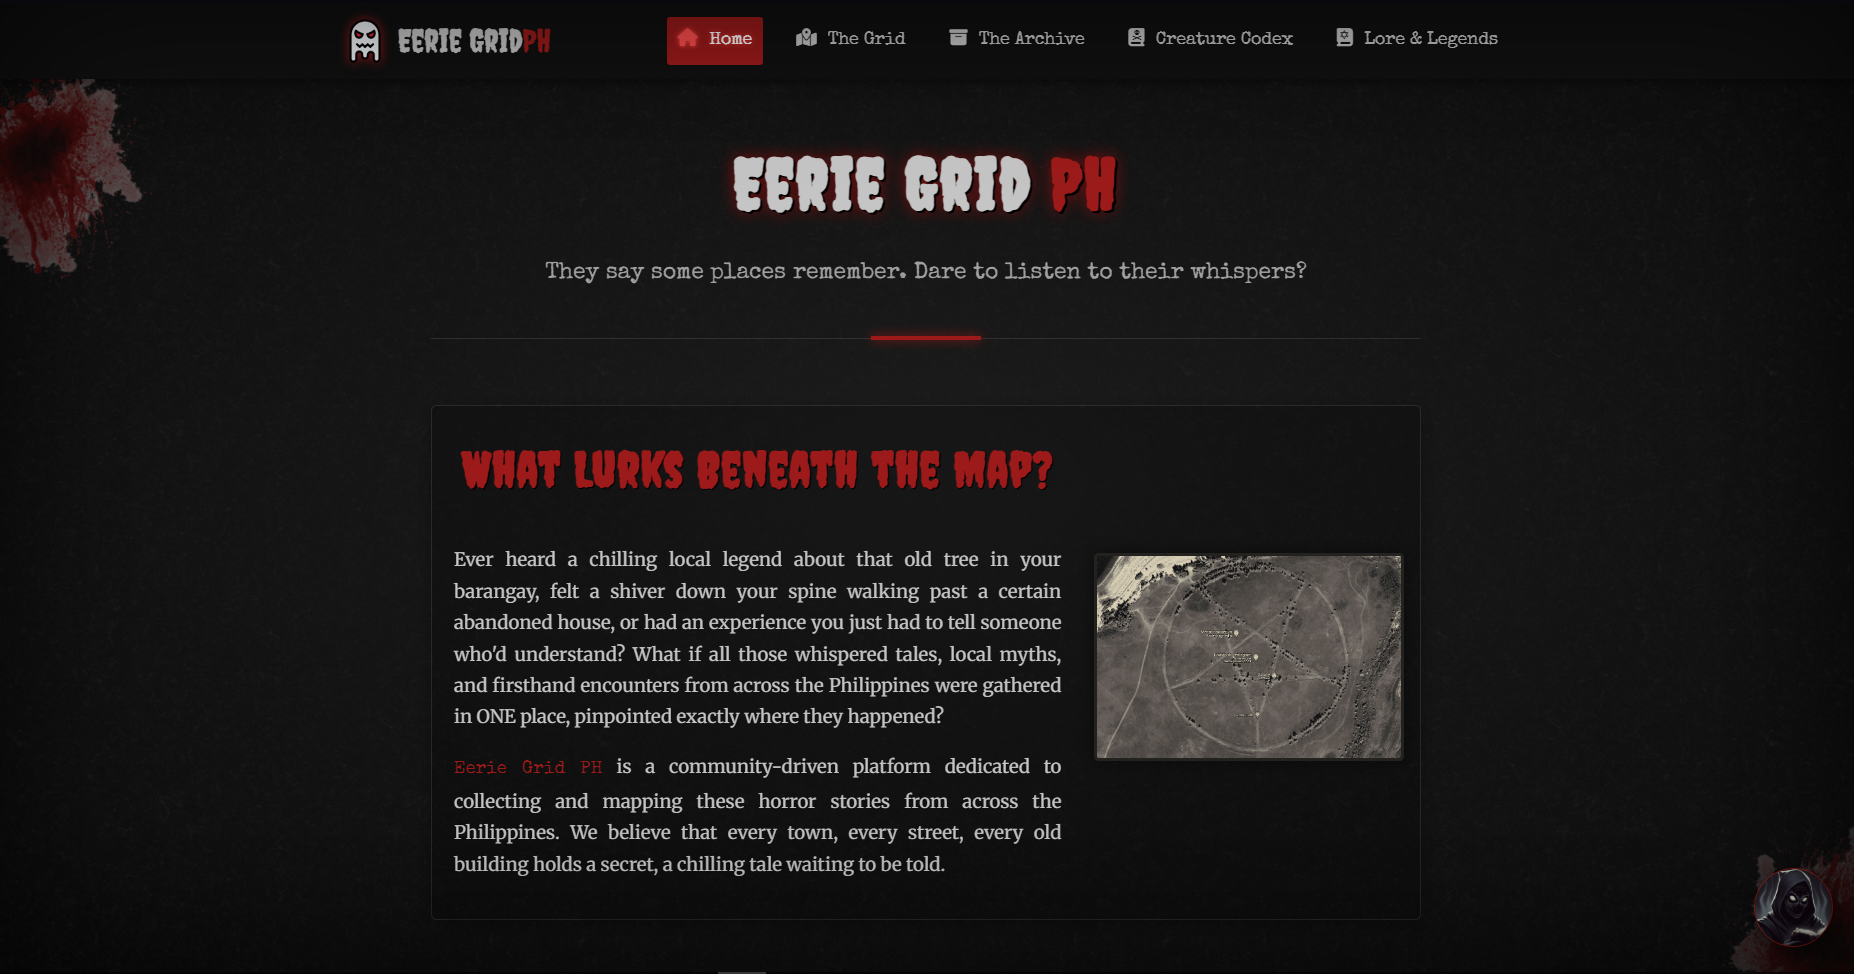 EERIE GRIDPH
Home
The Grid
The Archive
Creature Codex
Lore & Legends
EERIE GRID PH
They say some places remember. Dare to listen to their whispers?
WHAT LURKS BENEATH THE MAP?
Ever heard a chilling local legend about that old tree in your
barangay, felt a shiver down your spine walking past a certain
abandoned house, or had an experience you just had to tell someone
who'd understand? What if all those whispered tales, local myths,
and firsthand encounters from across the Philippines were gathered
in ONE place, pinpointed exactly where they happened?
Eerie Grid PH is a community-driven platform dedicated to
collecting and mapping these horror stories from across the
Philippines. We believe that every town, every street, every old
building holds a secret, a chilling tale waiting to be told.